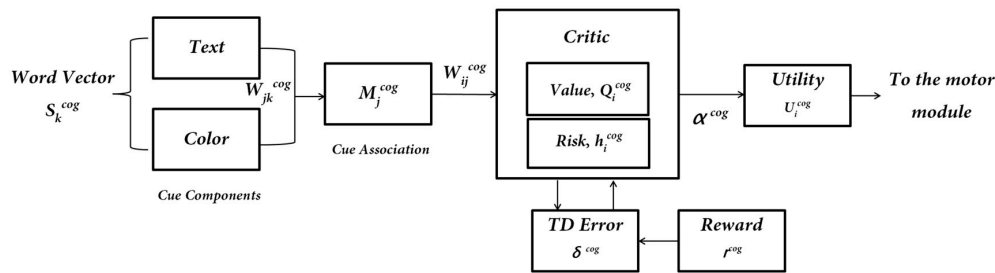 Word Vector
S_k^cog
Text
Color
Cue Components
W_jk^cog
M_j^cog
Cue Association
W_ij^cog
Critic
Value, Q_i^cog
Risk, h_i^cog
TD Error
δ^cog
Reward
r^cog
α^cog
Utility
U_i^cog
To the motor
module